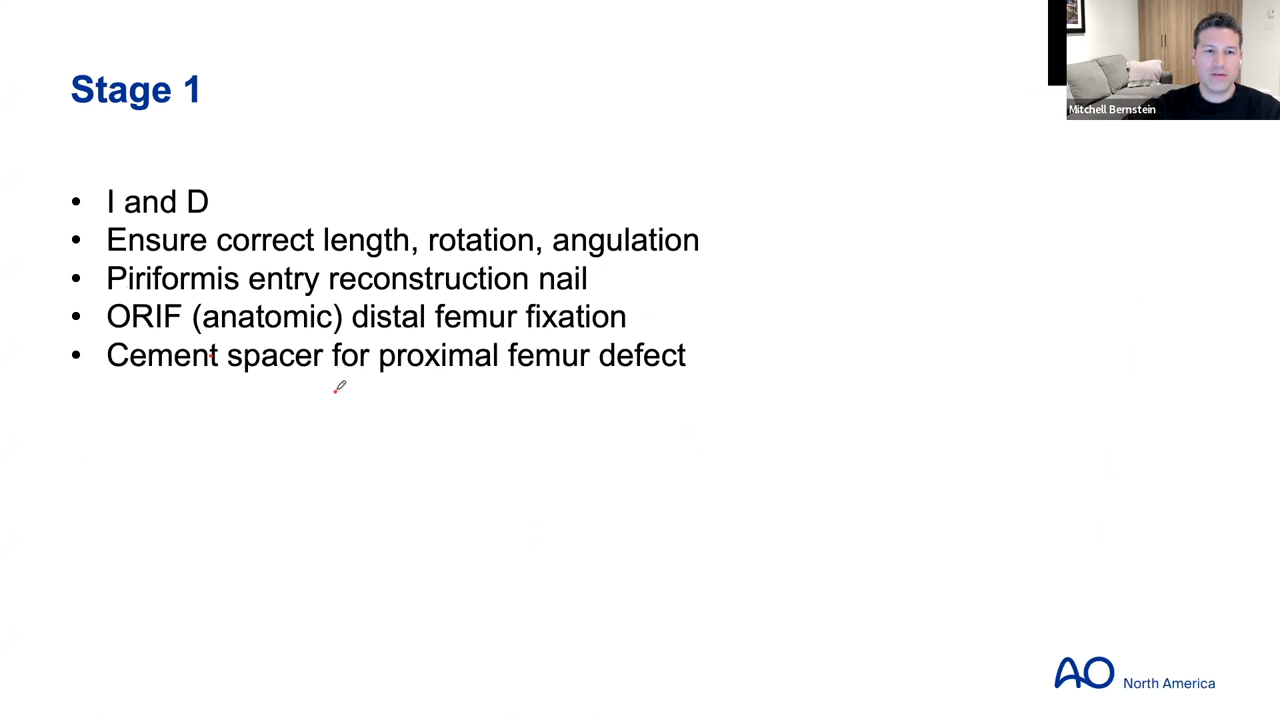 Stage 1
Mitchell Bernstein
• I and D
• Ensure correct length, rotation, angulation
• Piriformis entry reconstruction nail
• ORIF (anatomic) distal femur fixation
• Cement spacer for proximal femur defect
AO North America